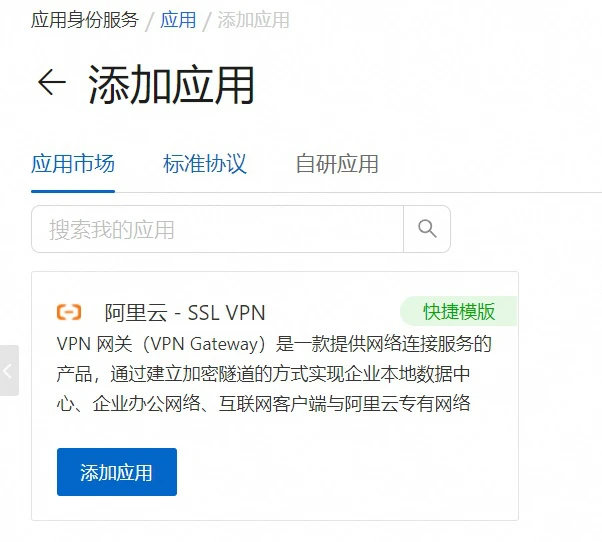 应用身份服务 / 应用 / 添加应用
添加应用
应用市场 标准协议 自研应用
搜索我的应用
阿里云 - SSL VPN 快捷模版
VPN 网关（VPN Gateway）是一款提供网络连接服务的
产品，通过建立加密隧道的方式实现企业本地数据中
心、企业办公网络、互联网客户端与阿里云专有网络
添加应用